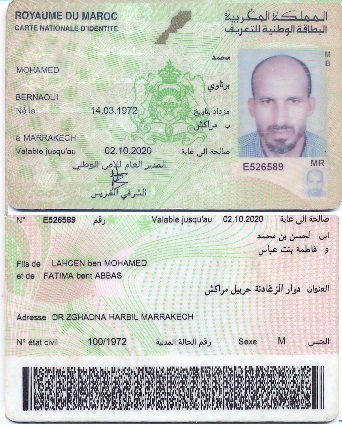 ROYAUME DU MAROC
المملكة المغربية
CARTE NATIONALE D'IDENTITE
البطاقة الوطنية للتعريف
محمد
MOHAMED
برناوي
BERNAOUI
Né le 14.03.1972 مزداد بتاريخ
à MARRAKECH ب مراكش
Valable jusqu'au 02.10.2020 صالحة الى غاية
المدير العام للأمن الوطني
الشرقي الضريس
E526589
MR
N° E526589 رقم Valable jusqu'au 02.10.2020 صالحة الى غاية
ابن لحسن بن محمد
و فاطمة بنت عباس
Fils de LAHCEN ben MOHAMED
et de FATIMA bent ABBAS
العنوان دوار الزغادنة حربيل مراكش
Adresse DR ZGHADNA HARBIL MARRAKECH
N° état civil 100/1972 رقم الحالة المدنية Sexe M الجنس